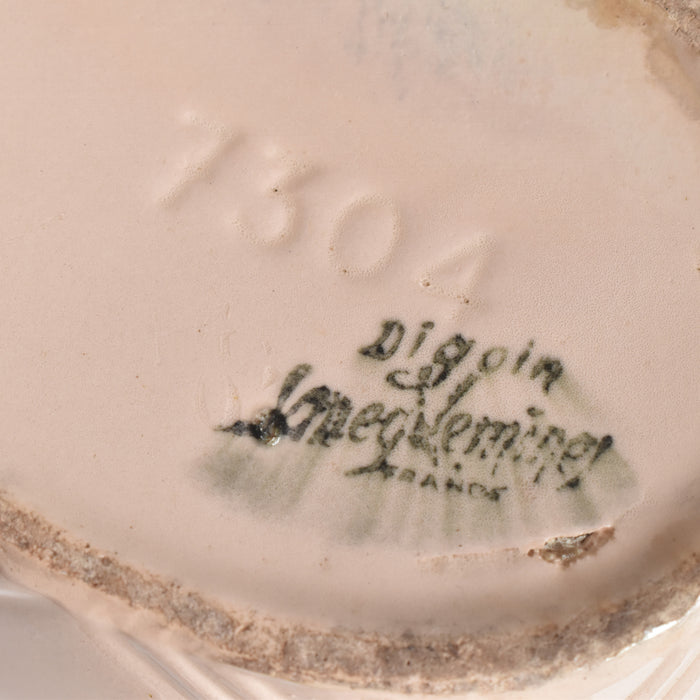 7304
Digoin
Sarreguemines
FRANCE